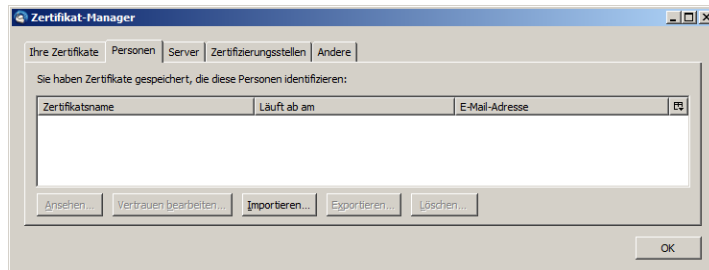 Zertifikat-Manager
Ihre Zertifikate Personen Server Zertifizierungsstellen Andere
Sie haben Zertifikate gespeichert, die diese Personen identifizieren:
Zertifikatsname Läuft ab am E-Mail-Adresse
Ansehen... Vertrauen bearbeiten... Importieren... Exportieren... Löschen...
OK